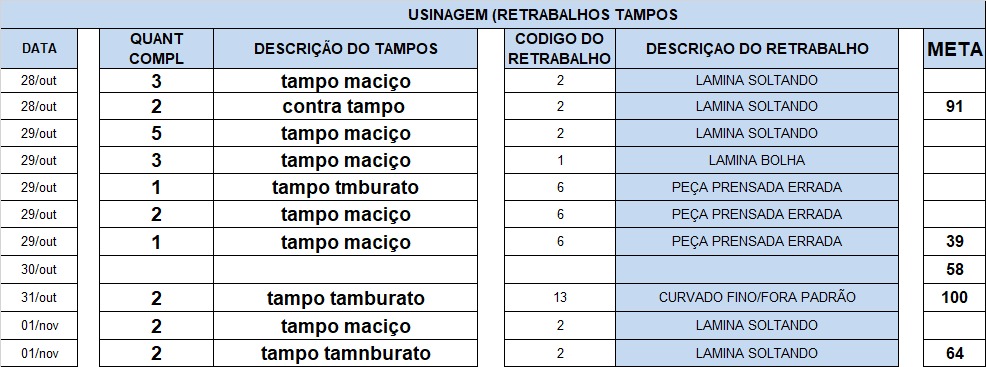 USINAGEM (RETRABALHOS TAMPOS
DATA QUANT COMPL DESCRIÇÃO DO TAMPOS CODIGO DO RETRABALHO DESCRIÇAO DO RETRABALHO META
28/out 3 tampo maciço 2 LAMINA SOLTANDO
28/out 2 contra tampo 2 LAMINA SOLTANDO 91
29/out 5 tampo maciço 2 LAMINA SOLTANDO
29/out 3 tampo maciço 1 LAMINA BOLHA
29/out 1 tampo tmburato 6 PEÇA PRENSADA ERRADA
29/out 2 tampo maciço 6 PEÇA PRENSADA ERRADA
29/out 1 tampo maciço 6 PEÇA PRENSADA ERRADA 39
30/out 58
31/out 2 tampo tamburato 13 CURVADO FINO/FORA PADRÃO 100
01/nov 2 tampo maciço 2 LAMINA SOLTANDO
01/nov 2 tampo tamnburato 2 LAMINA SOLTANDO 64